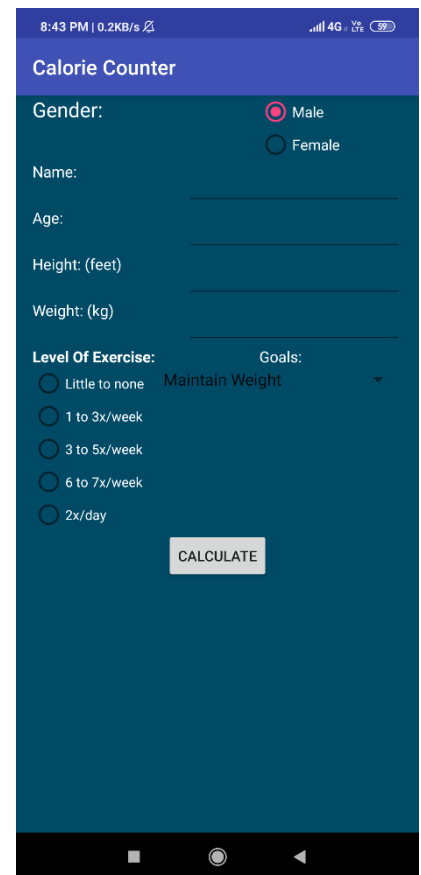 8:43 PM | 0.2KB/s 4G Vo LTE 59
Calorie Counter
Gender: Male
Female
Name:
Age:
Height: (feet)
Weight: (kg)
Level Of Exercise: Goals:
Little to none Maintain Weight
1 to 3x/week
3 to 5x/week
6 to 7x/week
2x/day
CALCULATE